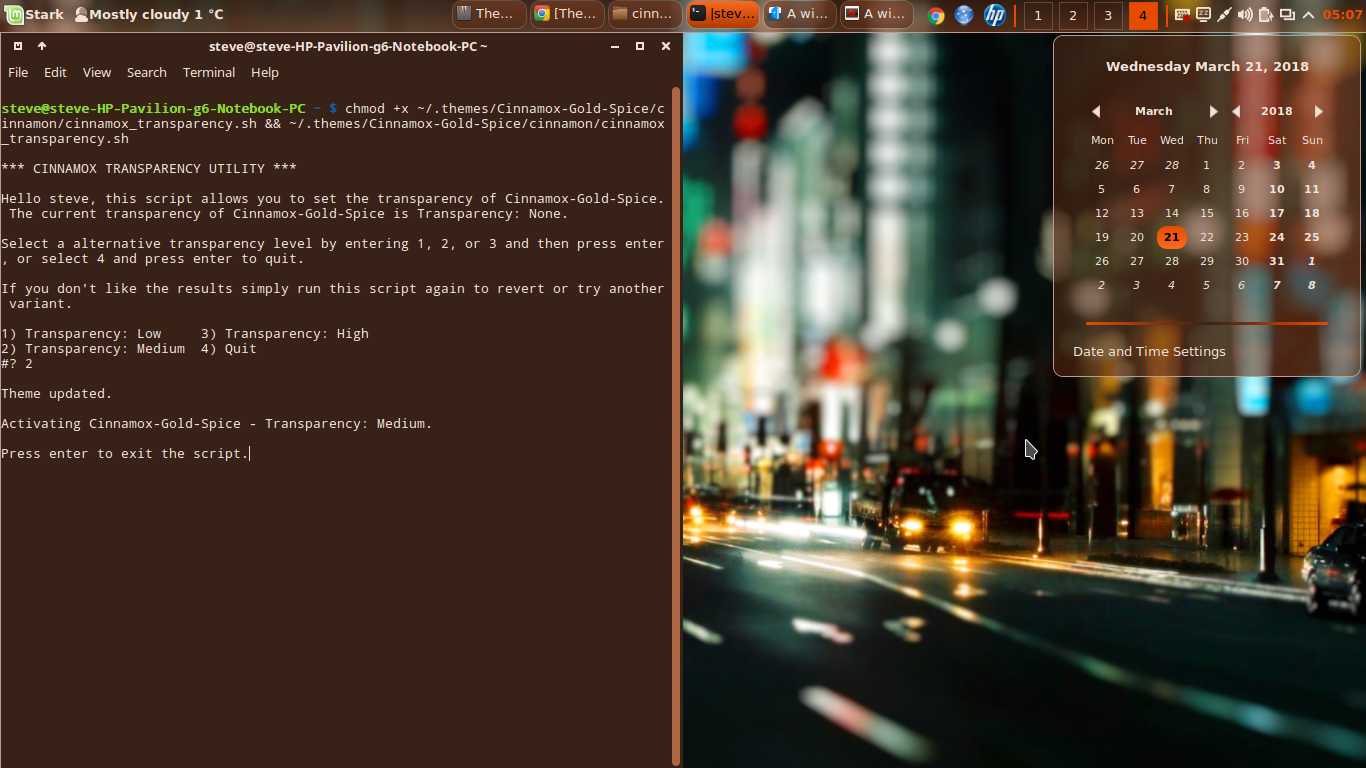 Stark Mostly cloudy 1 °C The... [The... cinn... |stev... A wi... A wi... hp 1 2 3 4 05:07
steve@steve-HP-Pavilion-g6-Notebook-PC ~
File Edit View Search Terminal Help
steve@steve-HP-Pavilion-g6-Notebook-PC ~ $ chmod +x ~/.themes/Cinnamox-Gold-Spice/c
innamon/cinnamox_transparency.sh && ~/.themes/Cinnamox-Gold-Spice/cinnamon/cinnamox
_transparency.sh
*** CINNAMOX TRANSPARENCY UTILITY ***
Hello steve, this script allows you to set the transparency of Cinnamox-Gold-Spice.
The current transparency of Cinnamox-Gold-Spice is Transparency: None.
Select a alternative transparency level by entering 1, 2, or 3 and then press enter
, or select 4 and press enter to quit.
If you don't like the results simply run this script again to revert or try another
variant.
1) Transparency: Low 3) Transparency: High
2) Transparency: Medium 4) Quit
#? 2
Theme updated.
Activating Cinnamox-Gold-Spice - Transparency: Medium.
Press enter to exit the script.
Wednesday March 21, 2018
March 2018
Mon Tue Wed Thu Fri Sat Sun
26 27 28 1 2 3 4
5 6 7 8 9 10 11
12 13 14 15 16 17 18
19 20 21 22 23 24 25
26 27 28 29 30 31 1
2 3 4 5 6 7 8
Date and Time Settings